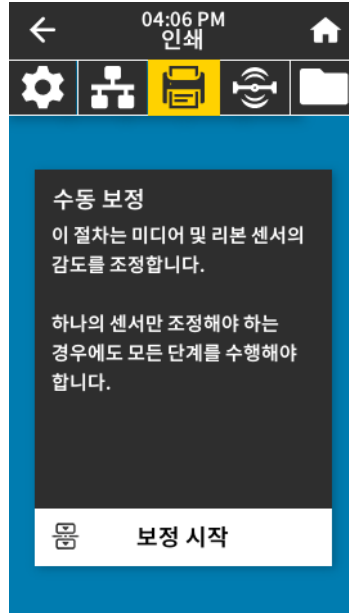 04:06 PM
인쇄
수동 보정
이 절차는 미디어 및 리본 센서의
감도를 조정합니다.
하나의 센서만 조정해야 하는
경우에도 모든 단계를 수행해야
합니다.
보정 시작